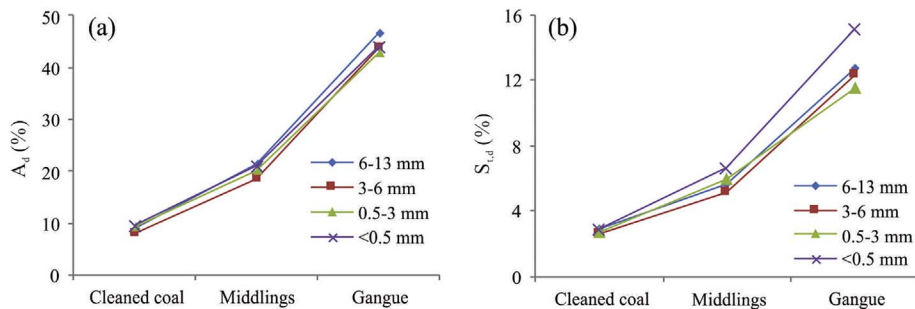 (a)
A_d (%)
50
40
30
20
10
0
Cleaned coal Middlings Gangue
6-13 mm
3-6 mm
0.5-3 mm
<0.5 mm
(b)
S_t,d (%)
16
12
8
4
0
Cleaned coal Middlings Gangue
6-13 mm
3-6 mm
0.5-3 mm
<0.5 mm